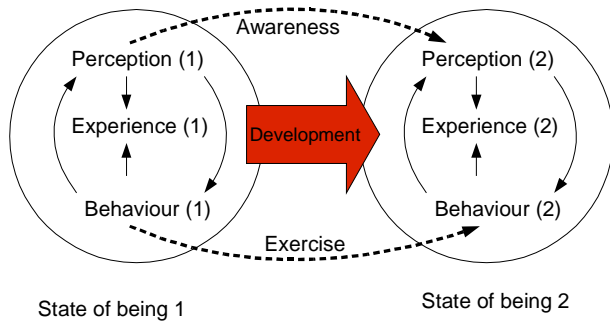 Awareness
Perception (1)
Perception (2)
Experience (1)
Development
Experience (2)
Behaviour (1)
Behaviour (2)
Exercise
State of being 1
State of being 2